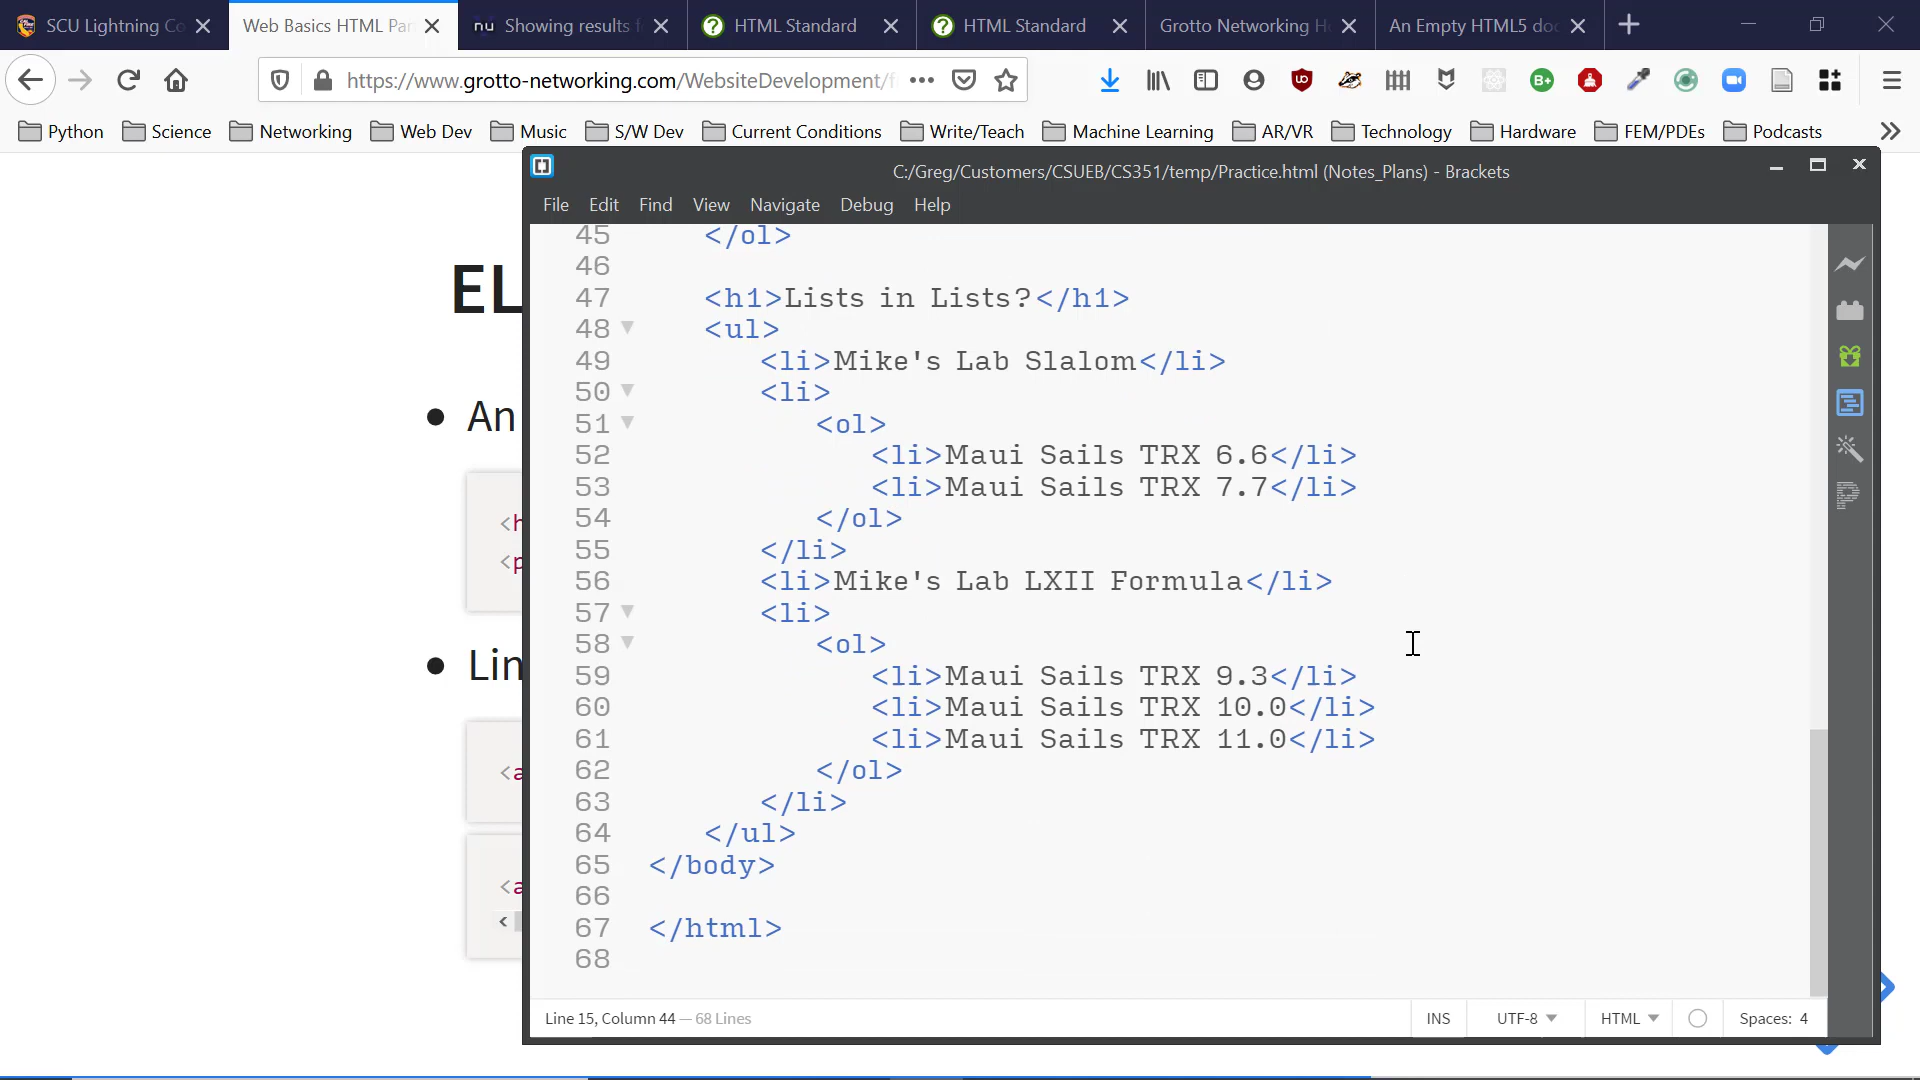 SCU Lightning Co
Web Basics HTML Par
nu Showing results f
HTML Standard
HTML Standard
Grotto Networking H
An Empty HTML5 doc
https://www.grotto-networking.com/WebsiteDevelopment/f
Python Science Networking Web Dev Music S/W Dev Current Conditions Write/Teach Machine Learning AR/VR Technology Hardware FEM/PDEs Podcasts
EL
An
<h
<p
Lin
<a
<a
C:/Greg/Customers/CSUEB/CS351/temp/Practice.html (Notes_Plans) - Brackets
File Edit Find View Navigate Debug Help
45 </ol>
46
47 <h1>Lists in Lists?</h1>
48 <ul>
49 <li>Mike's Lab Slalom</li>
50 <li>
51 <ol>
52 <li>Maui Sails TRX 6.6</li>
53 <li>Maui Sails TRX 7.7</li>
54 </ol>
55 </li>
56 <li>Mike's Lab LXII Formula</li>
57 <li>
58 <ol>
59 <li>Maui Sails TRX 9.3</li>
60 <li>Maui Sails TRX 10.0</li>
61 <li>Maui Sails TRX 11.0</li>
62 </ol>
63 </li>
64 </ul>
65 </body>
66
67 </html>
68
Line 15, Column 44 — 68 Lines
INS UTF-8 HTML Spaces: 4